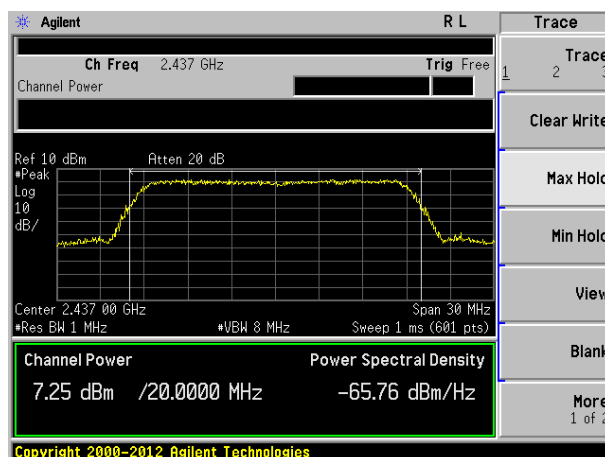 Agilent R L Trace
Ch Freq 2.437 GHz Trig Free
Channel Power
Trace
1 2 3
Clear Write
Max Hold
Min Hold
View
Blank
More
1 of 2
Ref 10 dBm Atten 20 dB
#Peak
Log
10
dB/
Center 2.437 00 GHz Span 30 MHz
#Res BW 1 MHz #VBW 8 MHz Sweep 1 ms (601 pts)
Channel Power Power Spectral Density
7.25 dBm /20.0000 MHz -65.76 dBm/Hz
Copyright 2000-2012 Agilent Technologies